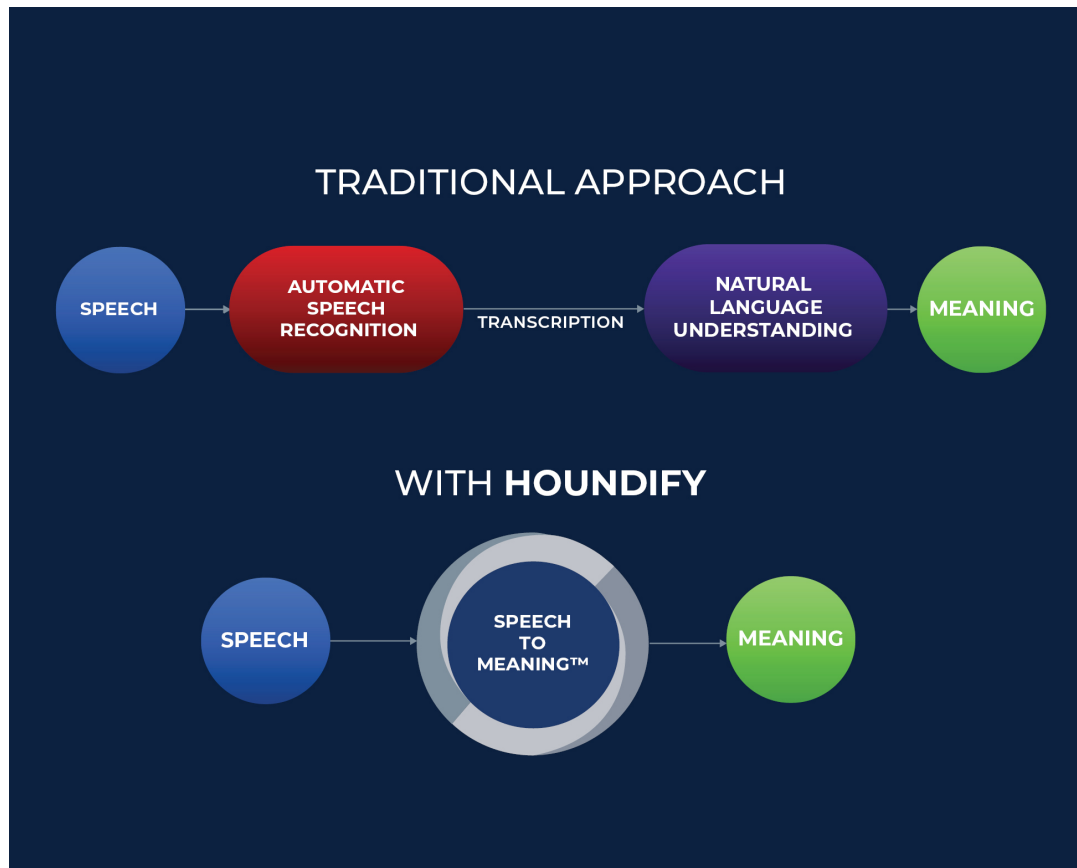 TRADITIONAL APPROACH
SPEECH
AUTOMATIC
SPEECH
RECOGNITION
TRANSCRIPTION
NATURAL
LANGUAGE
UNDERSTANDING
MEANING
WITH HOUNDIFY
SPEECH
SPEECH
TO
MEANING™
MEANING